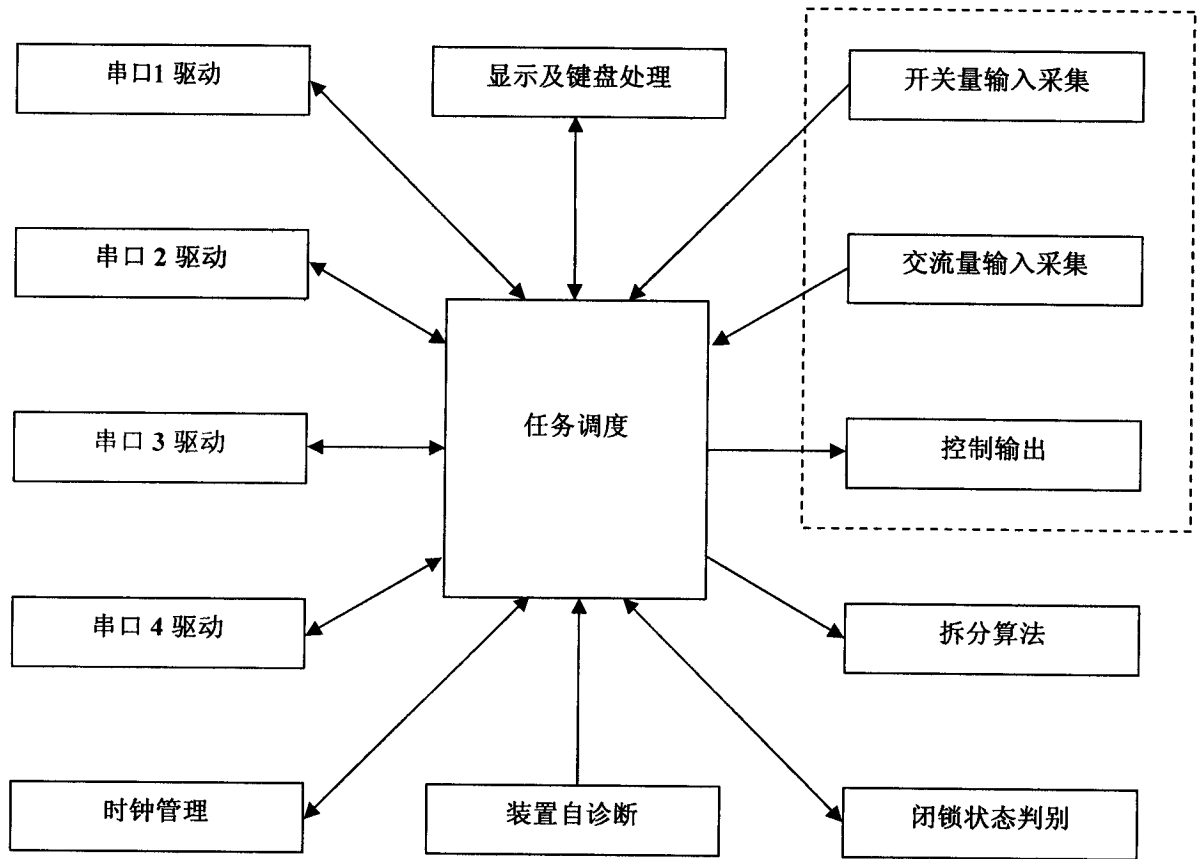 串口1 驱动
显示及键盘处理
开关量输入采集
串口 2 驱动
交流量输入采集
任务调度
串口 3 驱动
控制输出
串口 4 驱动
拆分算法
时钟管理
装置自诊断
闭锁状态判别